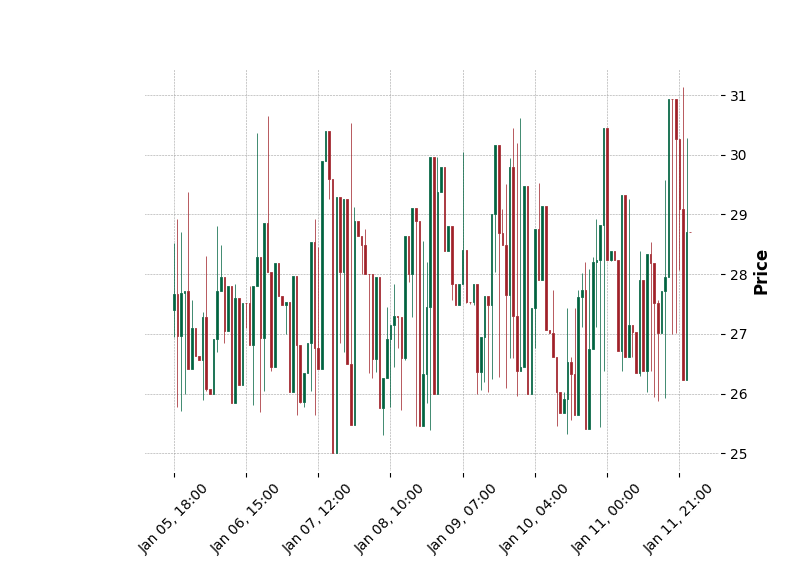 31
30
29
28
27
26
25
Price
Jan 05, 18:00
Jan 06, 15:00
Jan 07, 12:00
Jan 08, 10:00
Jan 09, 07:00
Jan 10, 04:00
Jan 11, 00:00
Jan 11, 21:00